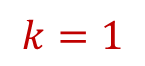 k = 1